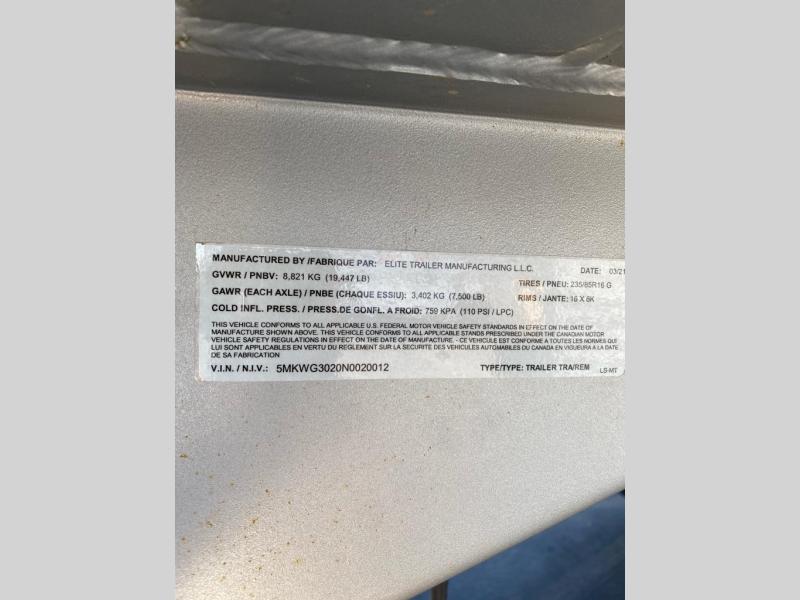 MANUFACTURED BY /FABRIQUE PAR: ELITE TRAILER MANUFACTURING L.L.C. DATE: 03/21
GVWR / PNBV: 8,821 KG (19,447 LB) TIRES / PNEU: 235/85R16 G
GAWR (EACH AXLE) / PNBE (CHAQUE ESSIU): 3,402 KG (7,500 LB) RIMS / JANTE: 16 X 6K
COLD INFL. PRESS. / PRESS.DE GONFL. A FROID: 759 KPA (110 PSI / LPC)
THIS VEHICLE CONFORMS TO ALL APPLICABLE U.S. FEDERAL MOTOR VEHICLE SAFETY STANDARDS IN EFFECT ON THE DATE OF
MANUFACTURE SHOWN ABOVE. THIS VEHICLE CONFORMS TO ALL APPLICABLE STANDS PRESCRIBED UNDER THE CANADIAN MOTOR
VEHICLE SAFETY REGULATIONS IN EFFECT ON THE DATE OF MANUFACTURE. - CE VEHICULE EST CONFORME A TOUTES LES NORMES QUI
LUI SONT APPLICABLES EN VERTU DU REGLEMENT SUR LA SECURITE DES VEHICULES AUTOMOBILES DU CANADA EN VIGUEUR A LA DATE
DE SA FABRICATION
V.I.N. / N.I.V.: 5MKWG3020N0020012 TYPE/TYPE: TRAILER TRA/REM LS-MT